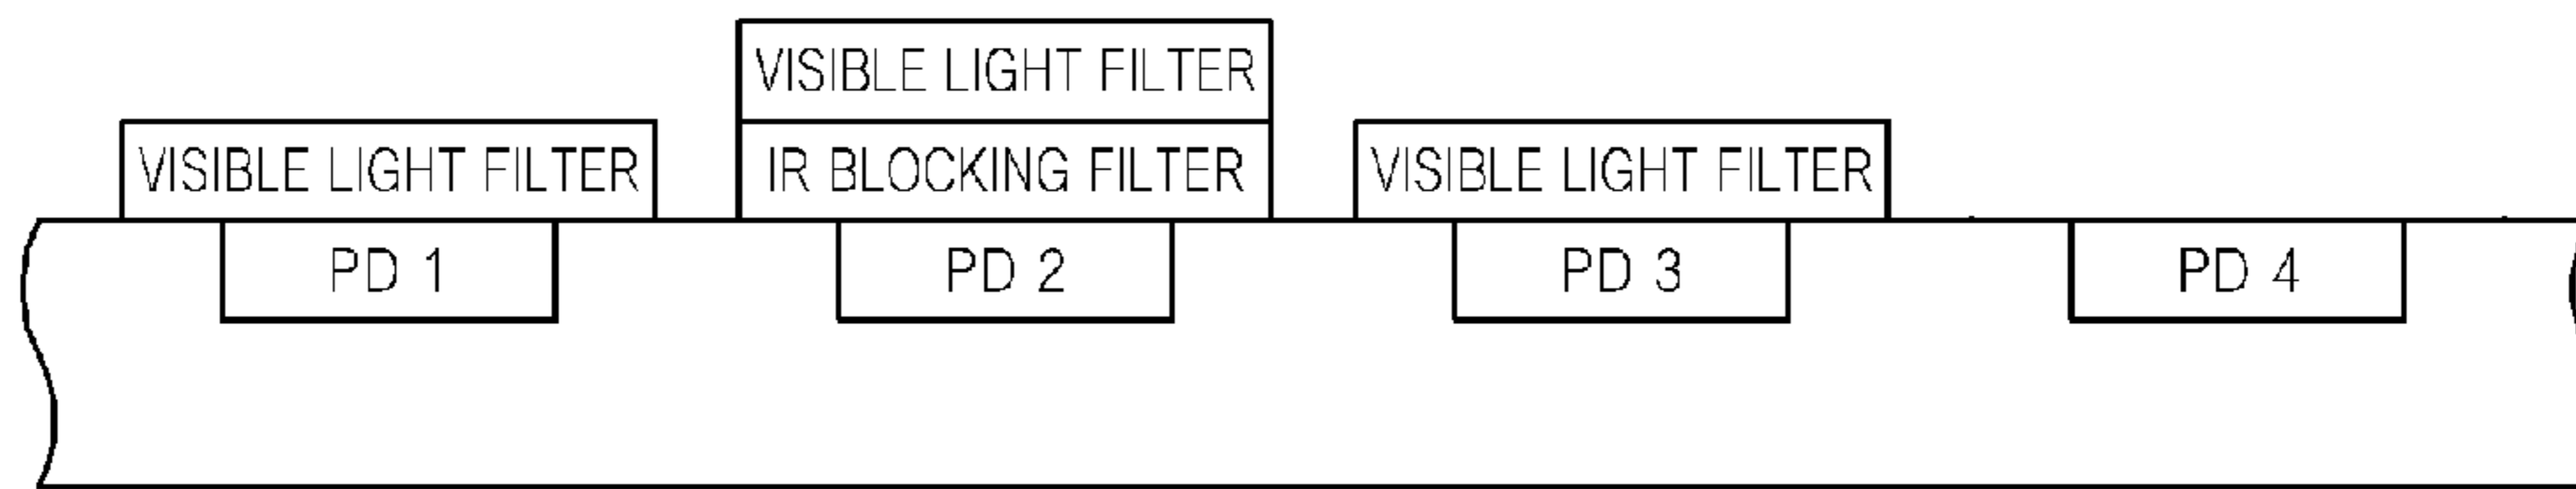 VISIBLE LIGHT FILTER
VISIBLE LIGHT FILTER
IR BLOCKING FILTER
VISIBLE LIGHT FILTER
PD 1
PD 2
PD 3
PD 4